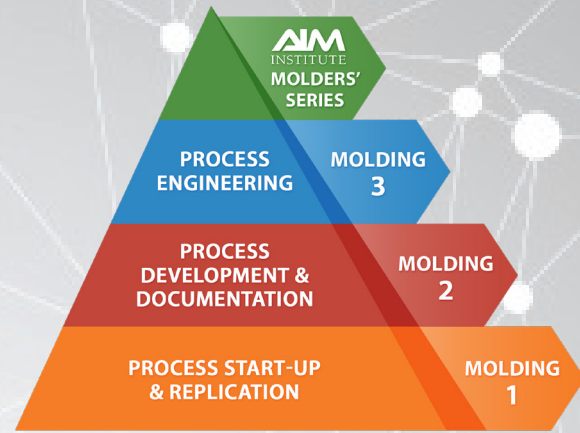 AIM
INSTITUTE
MOLDERS'
SERIES
PROCESS
ENGINEERING
MOLDING
3
PROCESS
DEVELOPMENT &
DOCUMENTATION
MOLDING
2
PROCESS START-UP
& REPLICATION
MOLDING
1